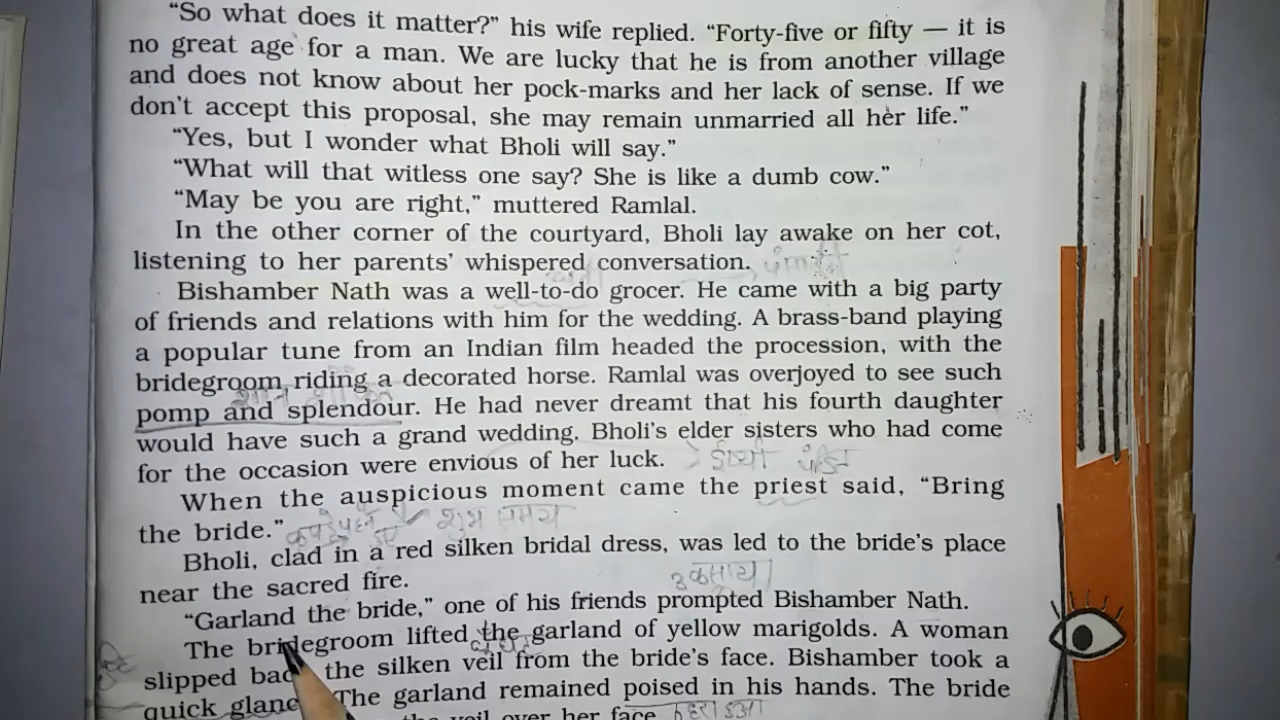 “So what does it matter?” his wife replied. “Forty-five or fifty — it is
no great age for a man. We are lucky that he is from another village
and does not know about her pock-marks and her lack of sense. If we
don’t accept this proposal, she may remain unmarried all her life.”
“Yes, but I wonder what Bholi will say.”
“What will that witless one say? She is like a dumb cow.”
“May be you are right,” muttered Ramlal.
In the other corner of the courtyard, Bholi lay awake on her cot,
listening to her parents’ whispered conversation.
Bishamber Nath was a well-to-do grocer. He came with a big party
of friends and relations with him for the wedding. A brass-band playing
a popular tune from an Indian film headed the procession, with the
bridegroom riding a decorated horse. Ramlal was overjoyed to see such
pomp and splendour. He had never dreamt that his fourth daughter
would have such a grand wedding. Bholi’s elder sisters who had come
for the occasion were envious of her luck. ईर्ष्या
When the auspicious moment came the priest said, “Bring
the bride.” शुभ समय
Bholi, clad in a red silken bridal dress, was led to the bride’s place
near the sacred fire.
उकसाया
“Garland the bride,” one of his friends prompted Bishamber Nath.
The bridegroom lifted the garland of yellow marigolds. A woman
slipped the silken veil from the bride’s face. Bishamber took a
quick The garland remained poised in his hands. The bride
veil over her face ठहरा हुआ